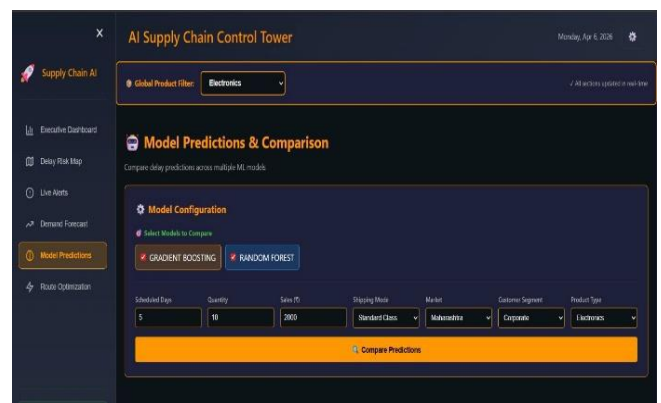 X
AI Supply Chain Control Tower
Monday, Apr 6, 2026
Supply Chain AI
Global Product Filter:
Electronics
✓ All sections updated in real-time
Executive Dashboard
Delay Risk Map
Live Alerts
Demand Forecast
Model Predictions
Route Optimization
Model Predictions & Comparison
Compare delay predictions across multiple ML models
Model Configuration
Select Models to Compare
GRADIENT BOOSTING
RANDOM FOREST
Scheduled Days Quantity Sales (₹) Shipping Mode Market Customer Segment Product Type
5 10 2000 Standard Class Maharashtra Corporate Electronics
Compare Predictions